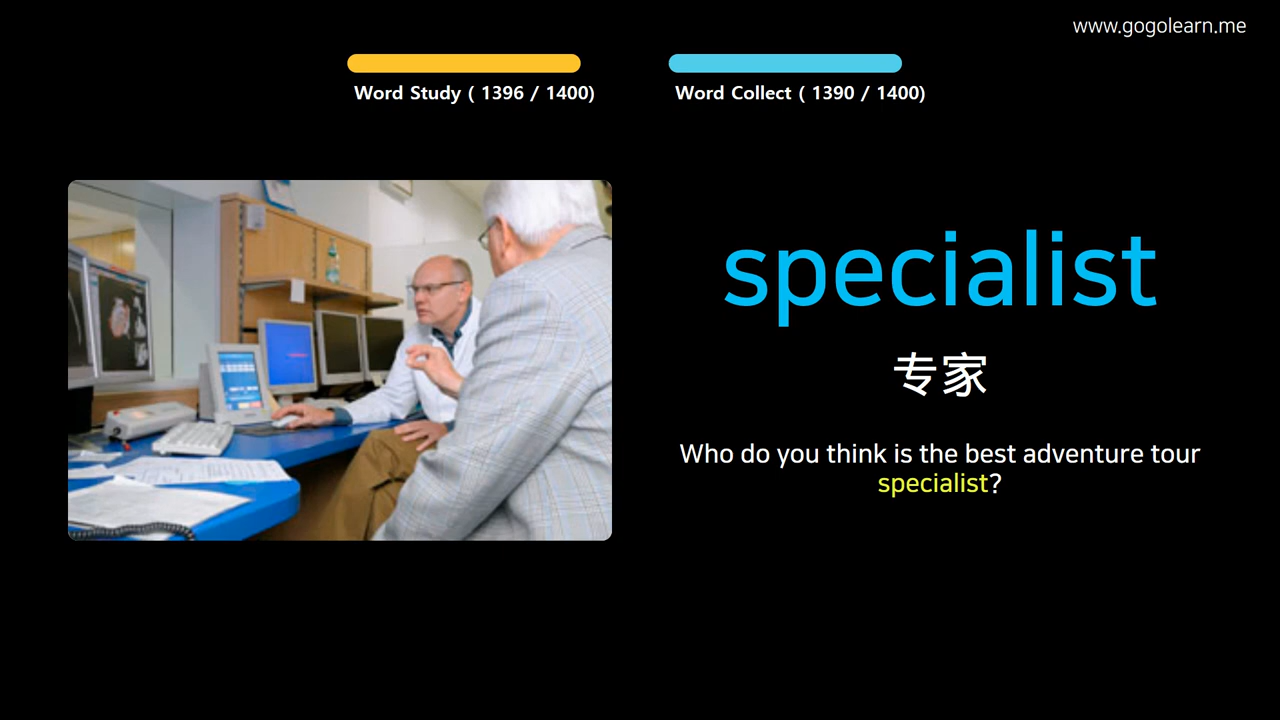 www.gogolearn.me
Word Study ( 1396 / 1400)
Word Collect ( 1390 / 1400)
specialist
专家
Who do you think is the best adventure tour
specialist?